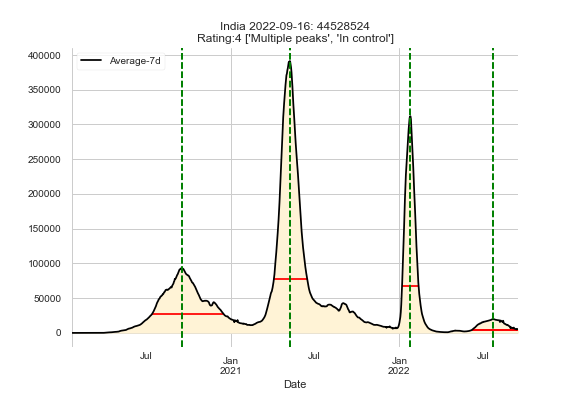 India 2022-09-16: 44528524
Rating:4 ['Multiple peaks', 'In control']
Average-7d
400000
350000
300000
250000
200000
150000
100000
50000
0
Jul
Jan
2021
Jul
Jan
2022
Jul
Date